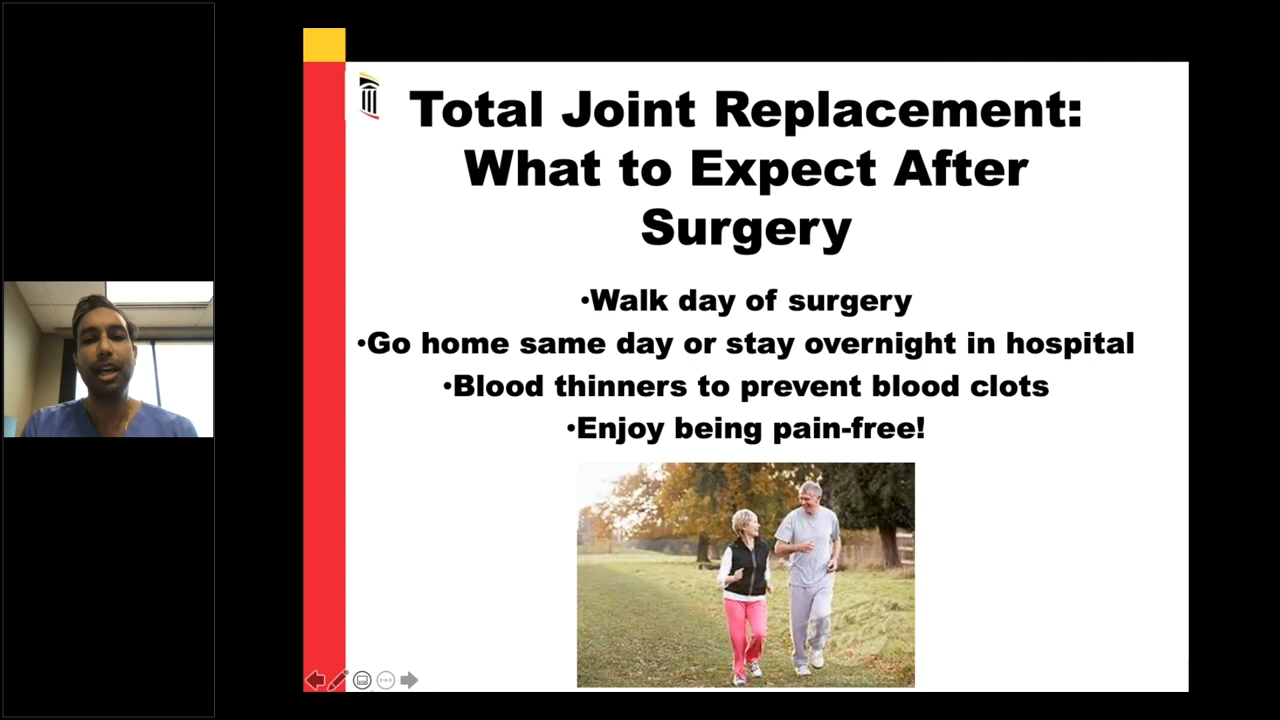 Total Joint Replacement:
What to Expect After
Surgery
•Walk day of surgery
•Go home same day or stay overnight in hospital
•Blood thinners to prevent blood clots
•Enjoy being pain-free!